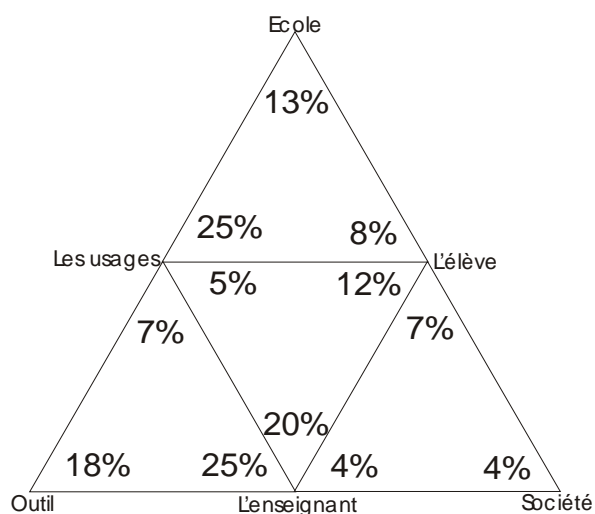 Ecole
13%
25% 8%
Les usages L'élève
5% 12%
7% 7%
20%
18% 25% 4% 4%
Outil L'enseignant Société